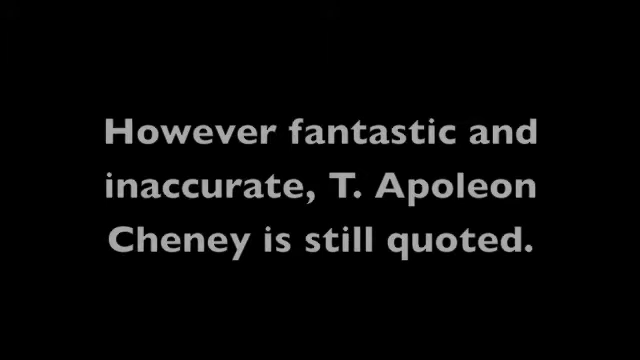 However fantastic and
inaccurate, T. Apoleon
Cheney is still quoted.